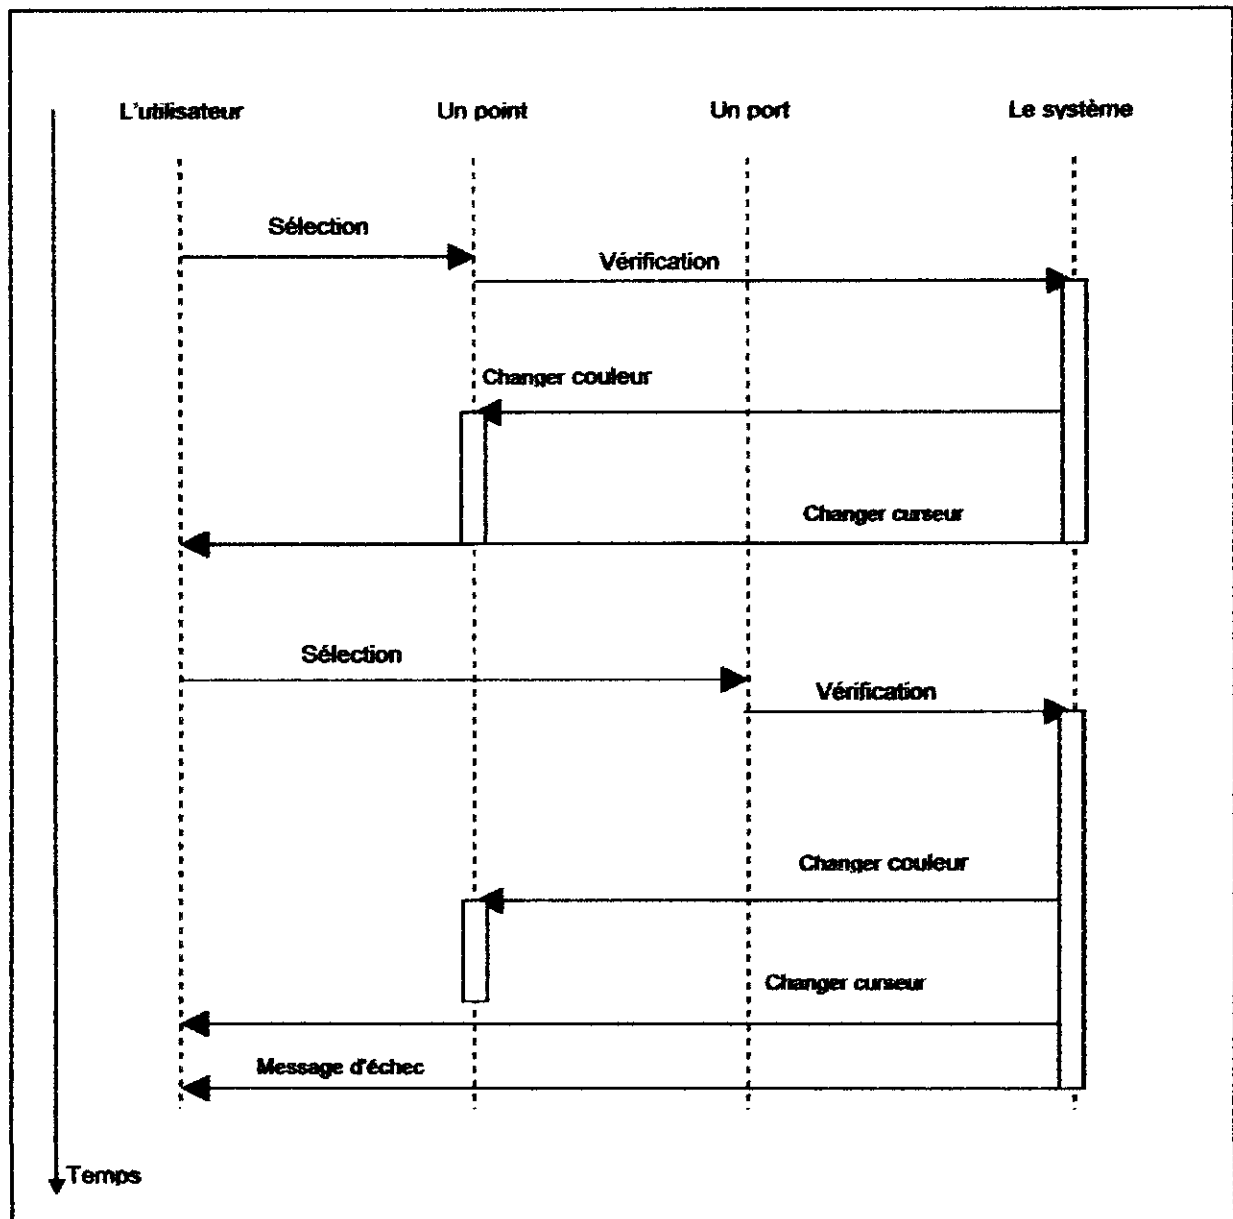 L'utilisateur
Un point
Un port
Le système
Sélection
Vérification
Changer couleur
Changer curseur
Sélection
Vérification
Changer couleur
Changer curseur
Message d'échec
Temps